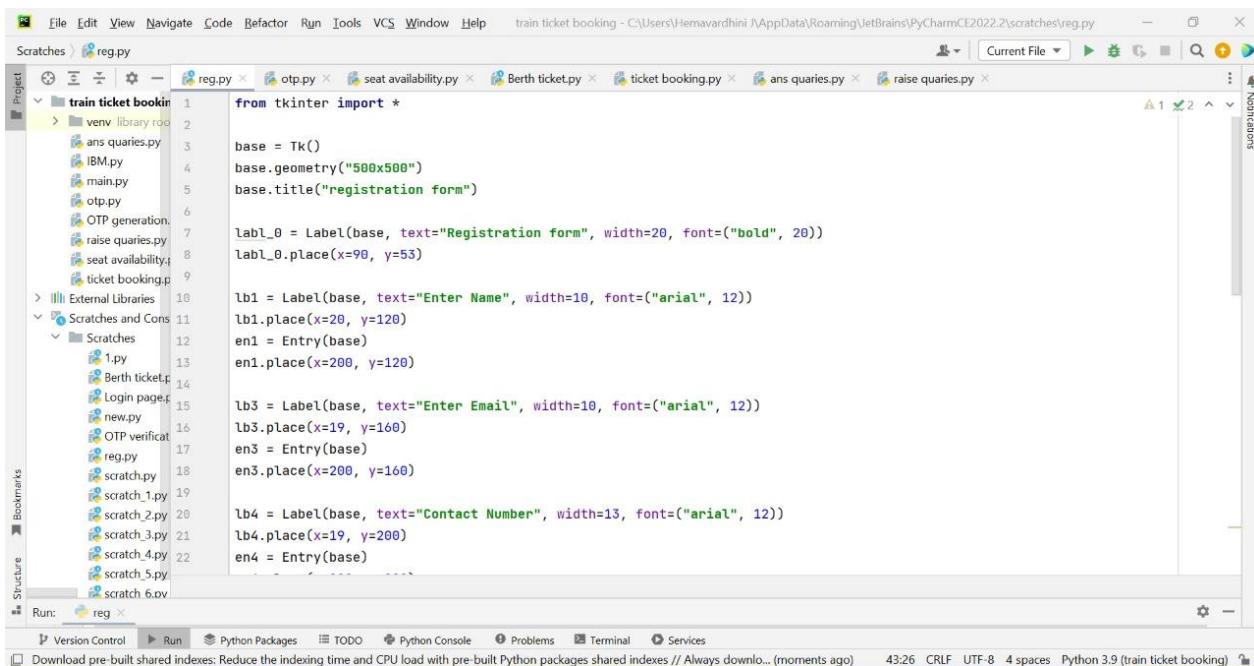 File Edit View Navigate Code Refactor Run Tools VCS Window Help train ticket booking - C:\Users\Hemavardhini J\AppData\Roaming\JetBrains\PyCharmCE2022.2\scratches\reg.py
Scratches reg.py Current File
reg.py otp.py seat availability.py Berth ticket.py ticket booking.py ans quaries.py raise quaries.py
Project
train ticket bookin
venv library roo
ans quaries.py
IBM.py
main.py
otp.py
OTP generation.
raise quaries.py
seat availability.p
ticket booking.p
External Libraries
Scratches and Cons
Scratches
1.py
Berth ticket.p
Login page.p
new.py
OTP verificat
reg.py
scratch.py
scratch_1.py
scratch_2.py
scratch_3.py
scratch_4.py
scratch_5.py
scratch_6.py
1 from tkinter import *
2
3 base = Tk()
4 base.geometry("500x500")
5 base.title("registration form")
6
7 labl_0 = Label(base, text="Registration form", width=20, font=("bold", 20))
8 labl_0.place(x=90, y=53)
9
10 lb1 = Label(base, text="Enter Name", width=10, font=("arial", 12))
11 lb1.place(x=20, y=120)
12 en1 = Entry(base)
13 en1.place(x=200, y=120)
14
15 lb3 = Label(base, text="Enter Email", width=10, font=("arial", 12))
16 lb3.place(x=19, y=160)
17 en3 = Entry(base)
18 en3.place(x=200, y=160)
19
20 lb4 = Label(base, text="Contact Number", width=13, font=("arial", 12))
21 lb4.place(x=19, y=200)
22 en4 = Entry(base)
1 2
Notifications
Bookmarks
Structure
Run: reg
Version Control Run Python Packages TODO Python Console Problems Terminal Services
Download pre-built shared indexes: Reduce the indexing time and CPU load with pre-built Python packages shared indexes // Always downlo... (moments ago) 43:26 CRLF UTF-8 4 spaces Python 3.9 (train ticket booking)